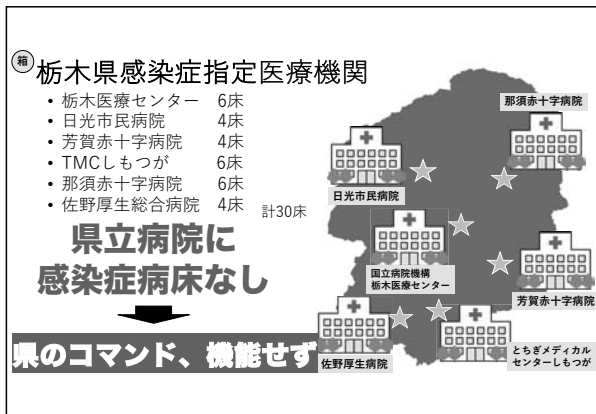 箱
栃木県感染症指定医療機関
• 栃木医療センター 6床
• 日光市民病院 4床
• 芳賀赤十字病院 4床
• TMCしもつが 6床
• 那須赤十字病院 6床
• 佐野厚生総合病院 4床
計30床
県立病院に
感染症病床なし
県のコマンド、機能せず
那須赤十字病院
日光市民病院
国立病院機構
栃木医療センター
芳賀赤十字病院
佐野厚生病院
とちぎメディカル
センターしもつが